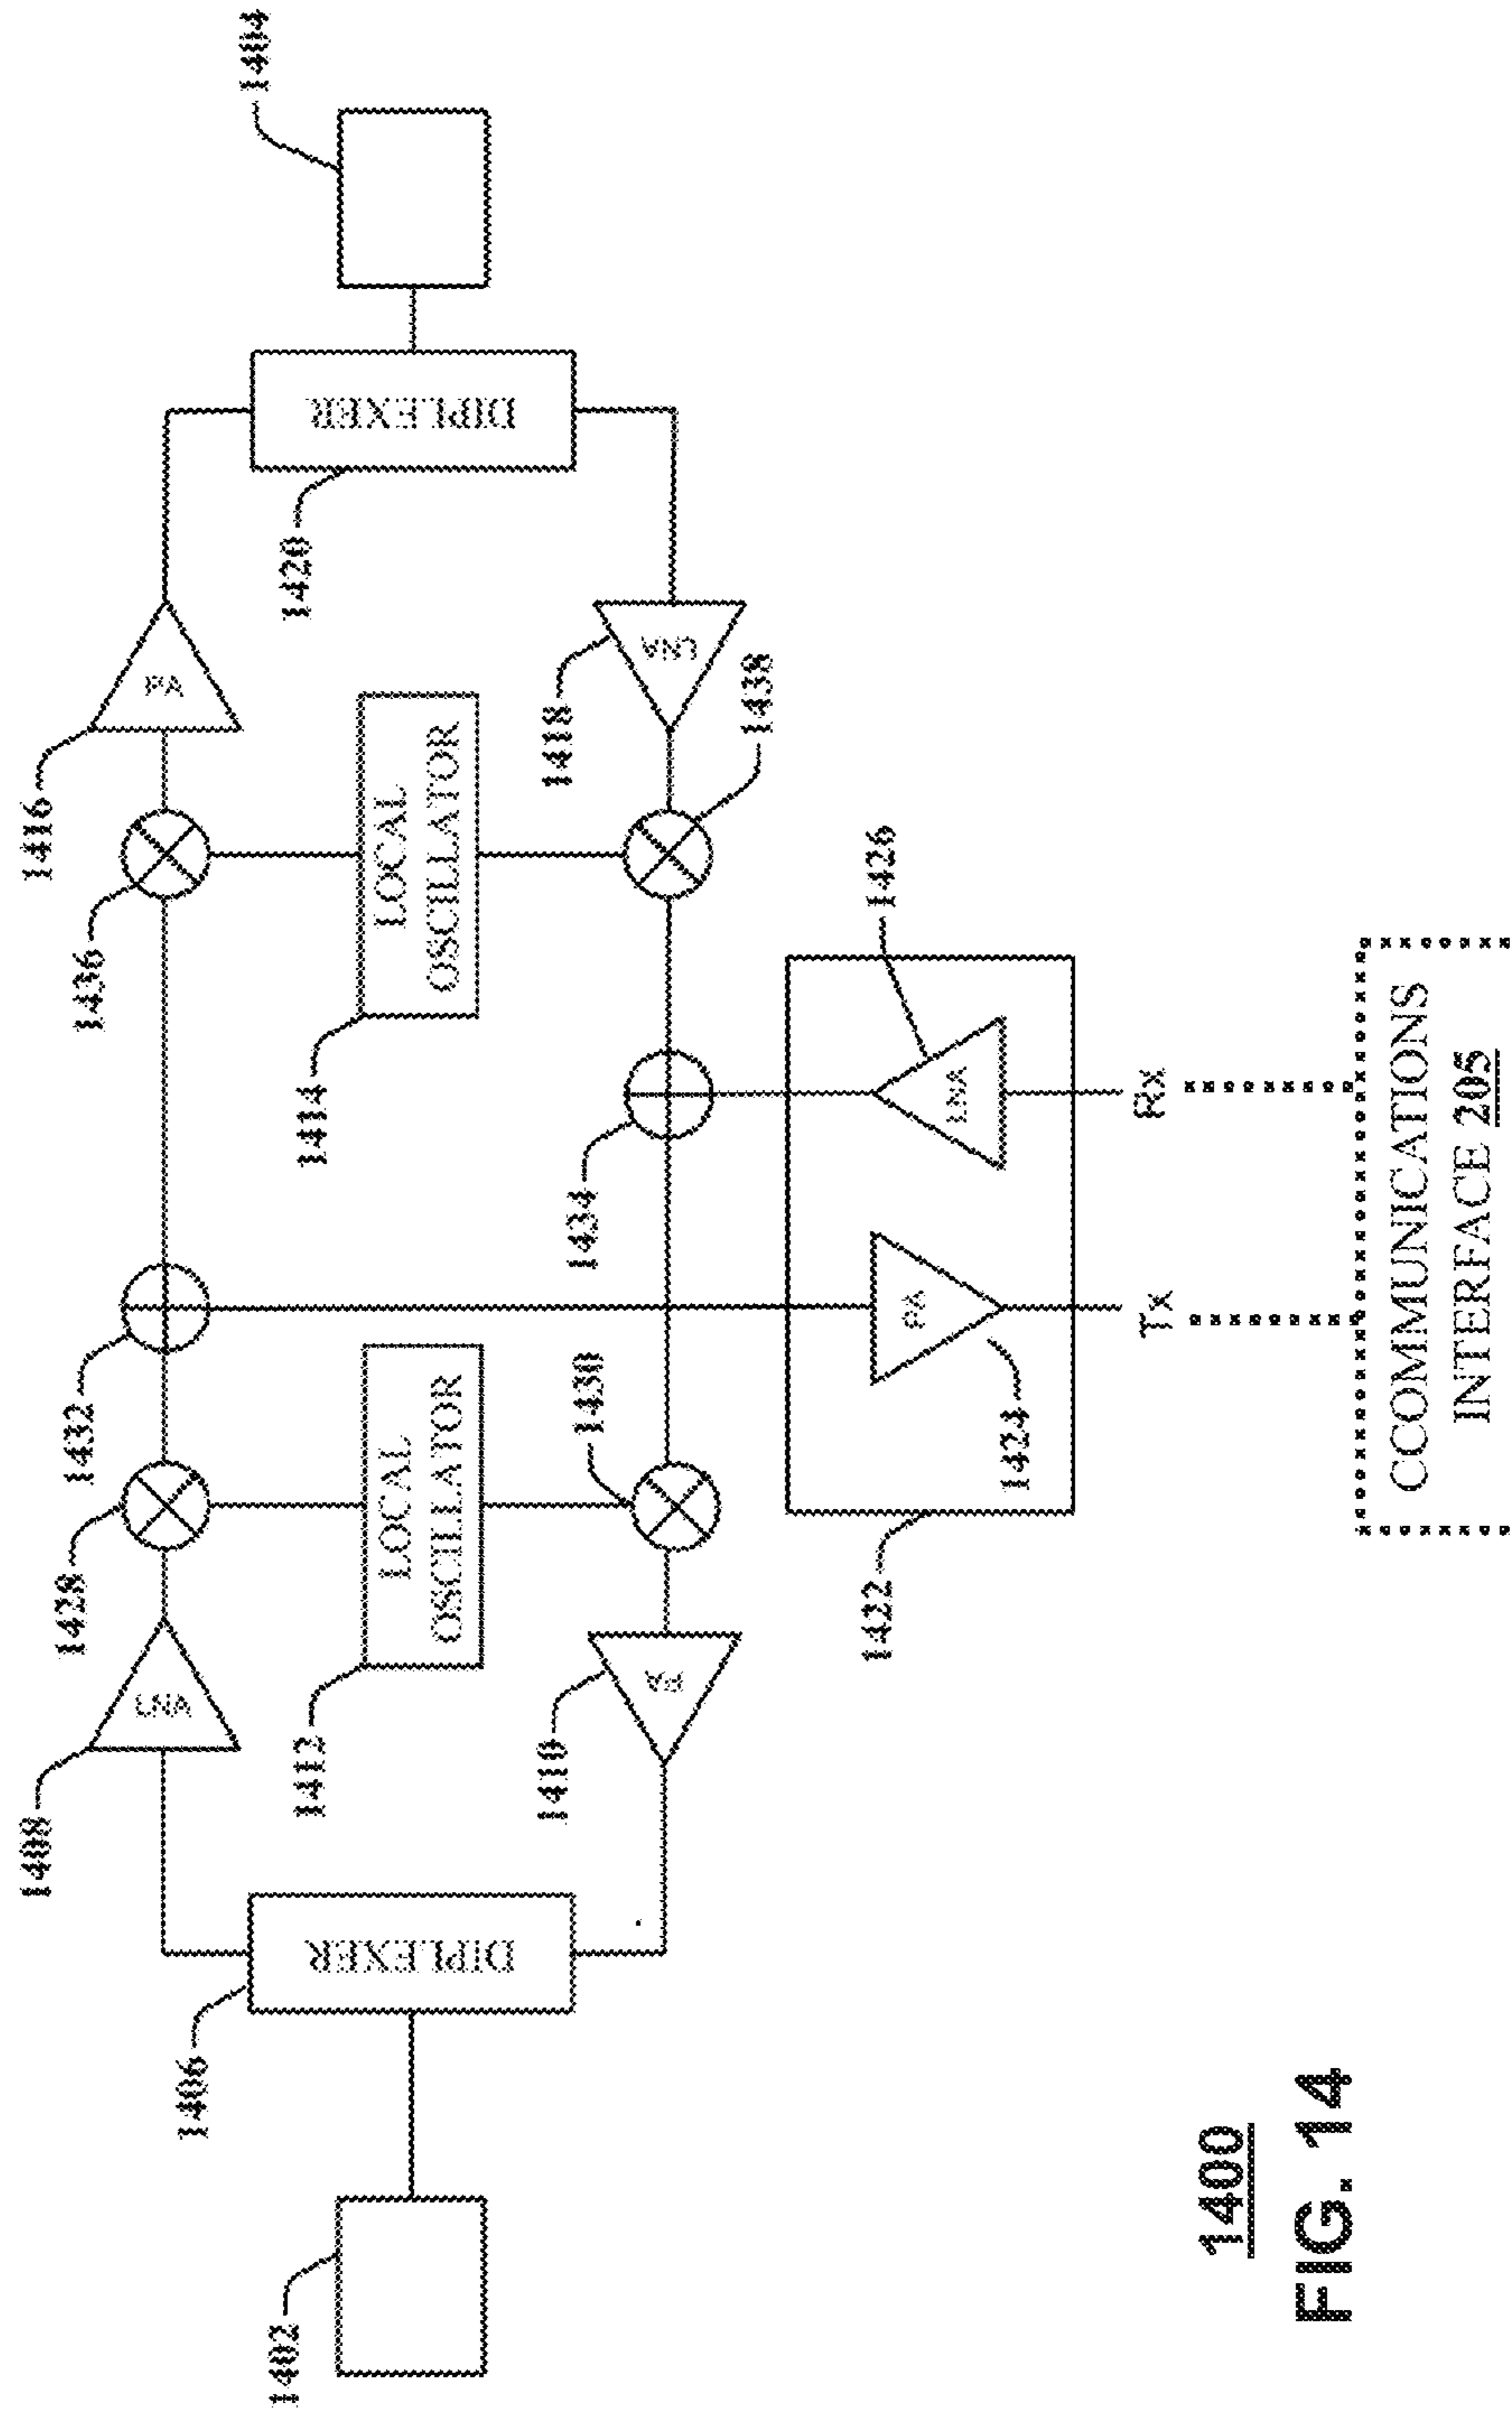 1404
1420
DIPLEXER
1416
PA
1436
LOCAL
OSCILLATOR
1414
1418
LNA
1438
1426
LNA
1434
Rx
1432
1428
LOCAL
OSCILLATOR
1412
1430
PA
1424
Tx
1422
CCOMMUNICATIONS
INTERFACE 205
1408
LNA
1410
PA
1406
DIPLEXER
1402
1400
FIG. 14